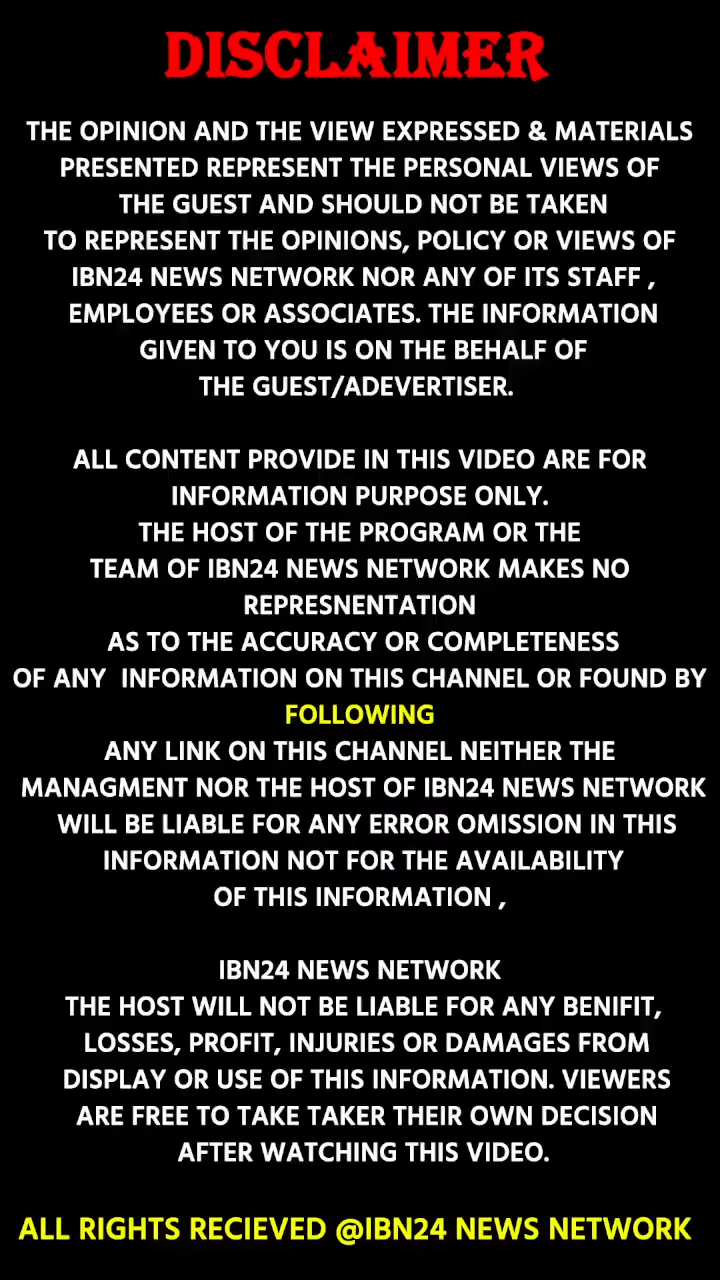 DISCLAIMER
THE OPINION AND THE VIEW EXPRESSED & MATERIALS
PRESENTED REPRESENT THE PERSONAL VIEWS OF
THE GUEST AND SHOULD NOT BE TAKEN
TO REPRESENT THE OPINIONS, POLICY OR VIEWS OF
IBN24 NEWS NETWORK NOR ANY OF ITS STAFF ,
EMPLOYEES OR ASSOCIATES. THE INFORMATION
GIVEN TO YOU IS ON THE BEHALF OF
THE GUEST/ADEVERTISER.
ALL CONTENT PROVIDE IN THIS VIDEO ARE FOR
INFORMATION PURPOSE ONLY.
THE HOST OF THE PROGRAM OR THE
TEAM OF IBN24 NEWS NETWORK MAKES NO
REPRESNENTATION
AS TO THE ACCURACY OR COMPLETENESS
OF ANY  INFORMATION ON THIS CHANNEL OR FOUND BY
FOLLOWING
ANY LINK ON THIS CHANNEL NEITHER THE
MANAGMENT NOR THE HOST OF IBN24 NEWS NETWORK
WILL BE LIABLE FOR ANY ERROR OMISSION IN THIS
INFORMATION NOT FOR THE AVAILABILITY
OF THIS INFORMATION ,
IBN24 NEWS NETWORK
THE HOST WILL NOT BE LIABLE FOR ANY BENIFIT,
LOSSES, PROFIT, INJURIES OR DAMAGES FROM
DISPLAY OR USE OF THIS INFORMATION. VIEWERS
ARE FREE TO TAKE TAKER THEIR OWN DECISION
AFTER WATCHING THIS VIDEO.
ALL RIGHTS RECIEVED @IBN24 NEWS NETWORK